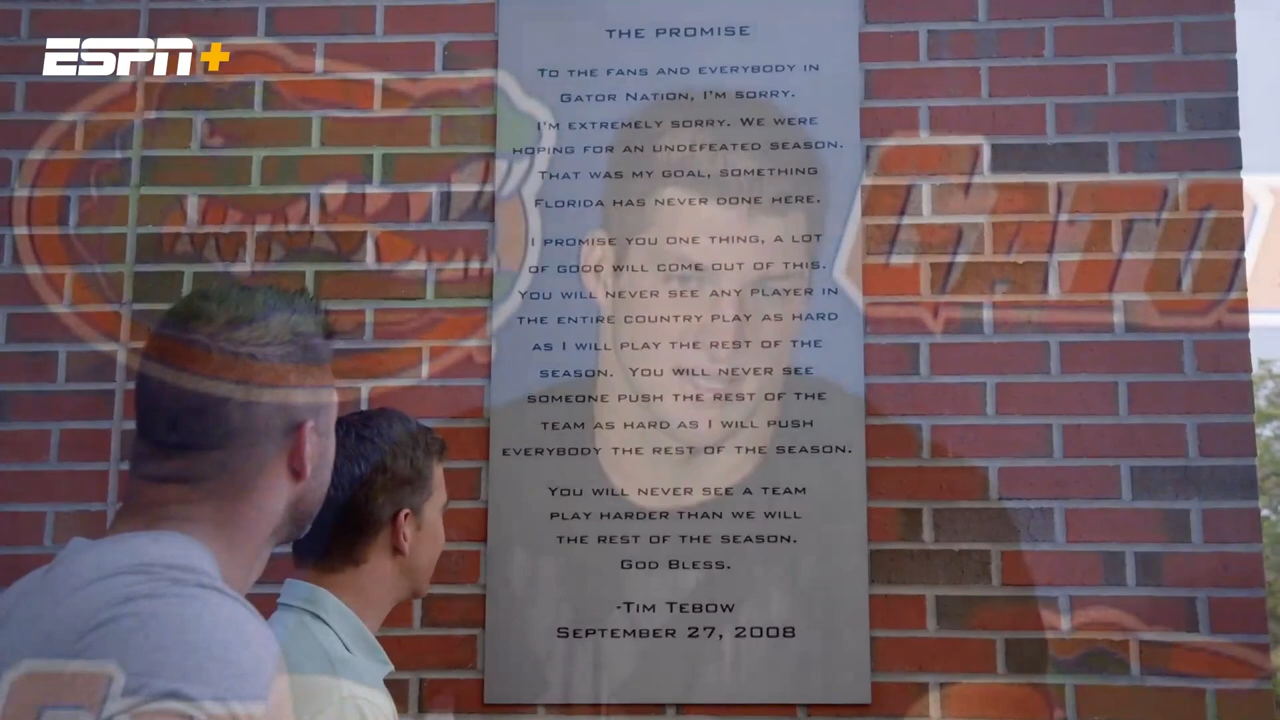 ESPN+
THE PROMISE
TO THE FANS AND EVERYBODY IN
GATOR NATION, I'M SORRY.
I'M EXTREMELY SORRY. WE WERE
HOPING FOR AN UNDEFEATED SEASON.
THAT WAS MY GOAL, SOMETHING
FLORIDA HAS NEVER DONE HERE.
I PROMISE YOU ONE THING, A LOT
OF GOOD WILL COME OUT OF THIS.
YOU WILL NEVER SEE ANY PLAYER IN
THE ENTIRE COUNTRY PLAY AS HARD
AS I WILL PLAY THE REST OF THE
SEASON. YOU WILL NEVER SEE
SOMEONE PUSH THE REST OF THE
TEAM AS HARD AS I WILL PUSH
EVERYBODY THE REST OF THE SEASON.
YOU WILL NEVER SEE A TEAM
PLAY HARDER THAN WE WILL
THE REST OF THE SEASON.
GOD BLESS.
-TIM TEBOW
SEPTEMBER 27, 2008
GATO